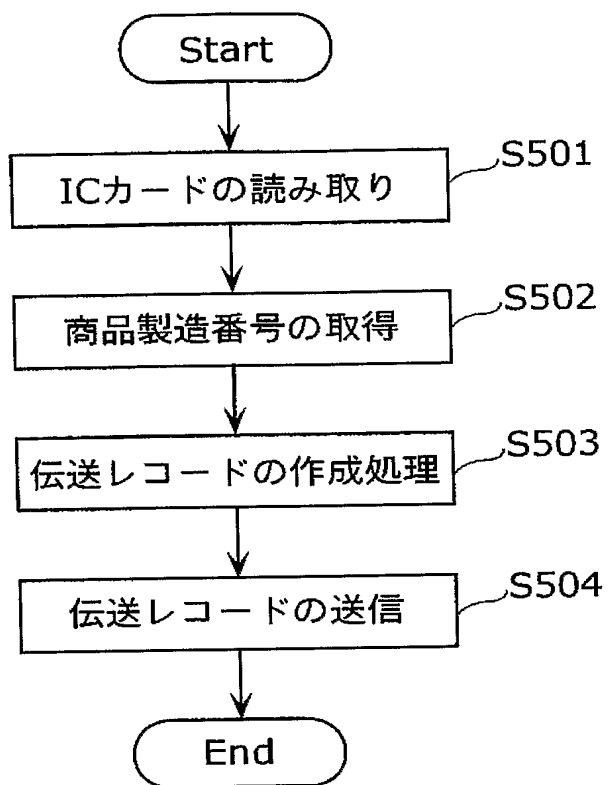 Start
ICカードの読み取り
S501
商品製造番号の取得
S502
伝送レコードの作成処理
S503
伝送レコードの送信
S504
End